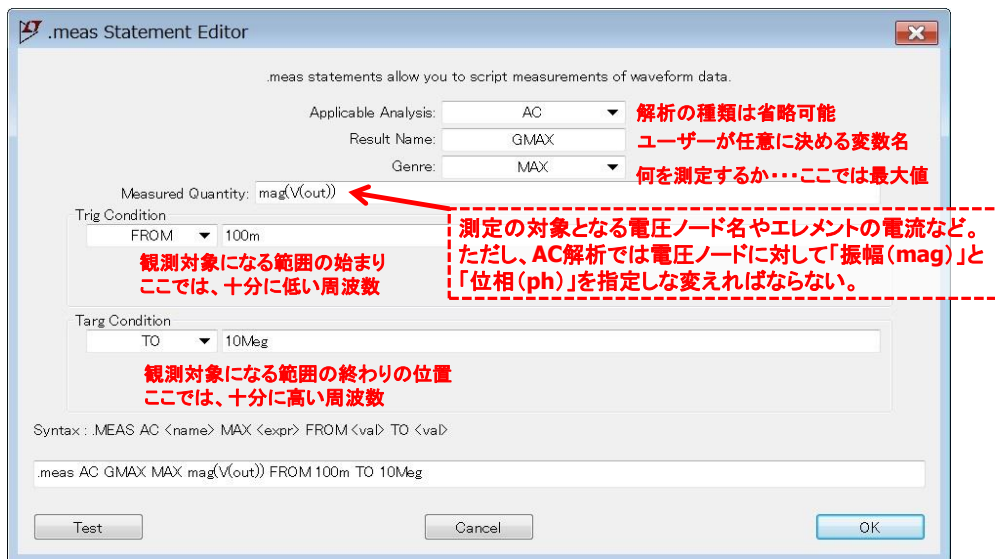 .meas Statement Editor
.meas statements allow you to script measurements of waveform data.
Applicable Analysis: AC 解析の種類は省略可能
Result Name: GMAX ユーザーが任意に決める変数名
Genre: MAX 何を測定するか・・・ここでは最大値
Measured Quantity: mag(V(out))
Trig Condition
FROM 100m
観測対象になる範囲の始まり
ここでは、十分に低い周波数
測定の対象となる電圧ノード名やエレメントの電流など。
ただし、AC解析では電圧ノードに対して「振幅(mag)」と
「位相(ph)」を指定しな変えればならない。
Targ Condition
TO 10Meg
観測対象になる範囲の終わりの位置
ここでは、十分に高い周波数
Syntax : .MEAS AC <name> MAX <expr> FROM <val> TO <val>
.meas AC GMAX MAX mag(V(out)) FROM 100m TO 10Meg
Test Cancel OK